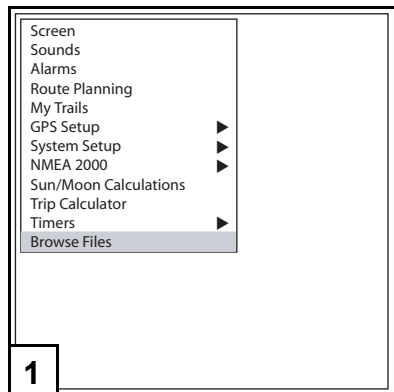 Screen
Sounds
Alarms
Route Planning
My Trails
GPS Setup
System Setup
NMEA 2000
Sun/Moon Calculations
Trip Calculator
Timers
Browse Files
1